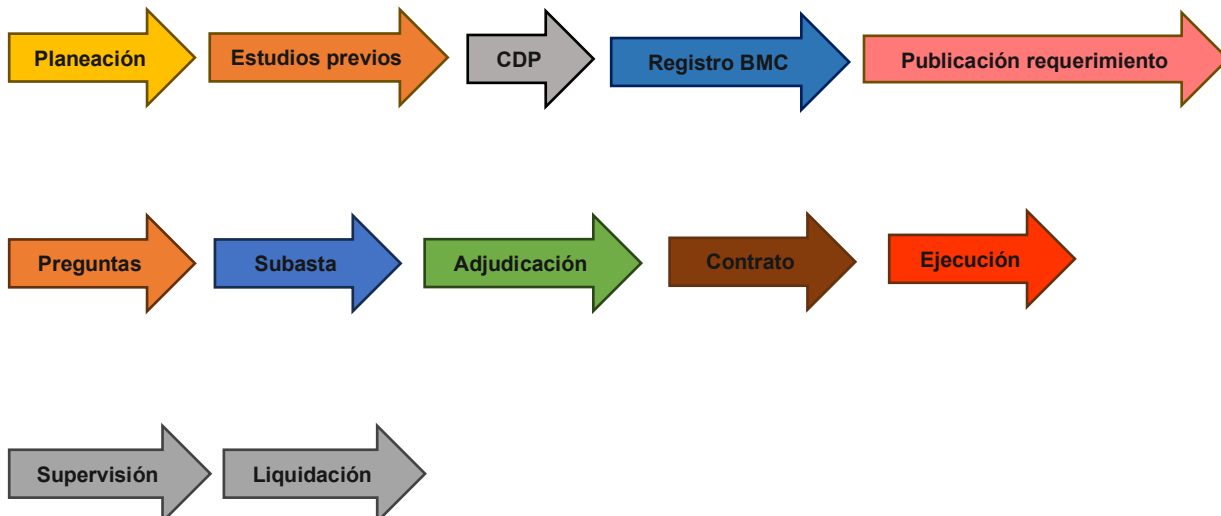 Planeación
Estudios previos
CDP
Registro BMC
Publicación requerimiento
Preguntas
Subasta
Adjudicación
Contrato
Ejecución
Supervisión
Liquidación